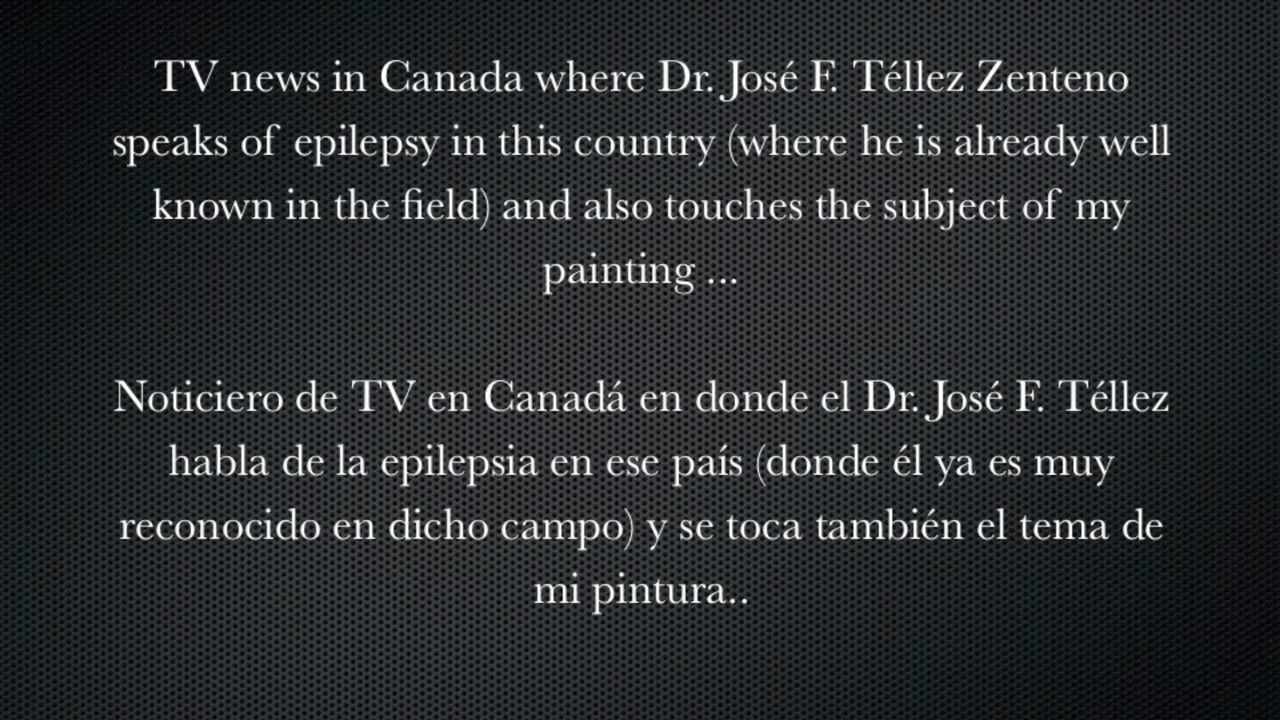 TV news in Canada where Dr. José F. Téllez Zenteno
speaks of epilepsy in this country (where he is already well
known in the field) and also touches the subject of my
painting ...
Noticiero de TV en Canadá en donde el Dr. José F. Téllez
habla de la epilepsia en ese país (donde él ya es muy
reconocido en dicho campo) y se toca también el tema de
mi pintura..